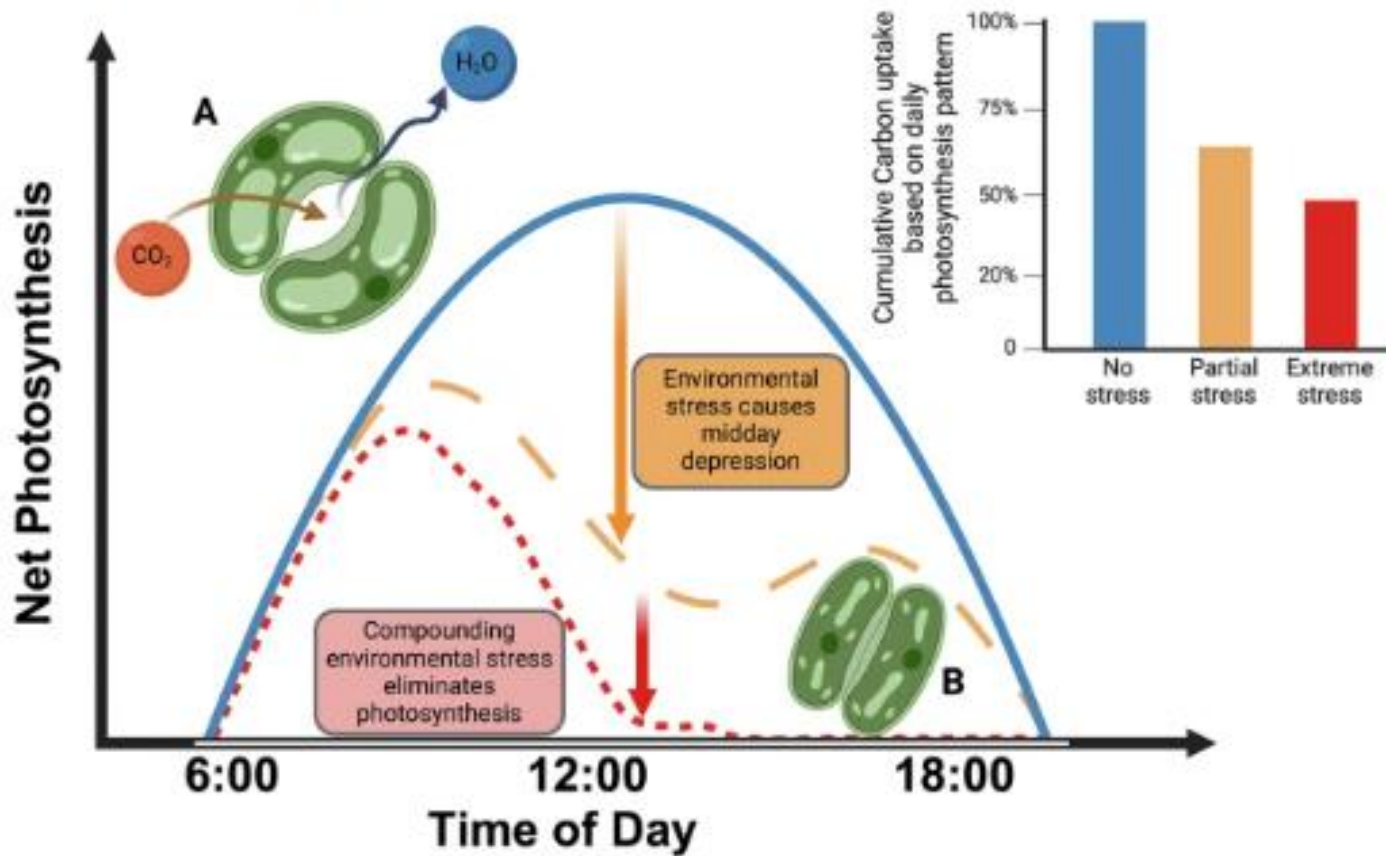 Net Photosynthesis
A
H₂O
CO₂
Environmental
stress causes
midday
depression
Compounding
environmental stress
eliminates
photosynthesis
B
6:00
12:00
18:00
Time of Day
Cumulative Carbon uptake
based on daily
photosynthesis pattern
100%
75%
50%
20%
0
No
stress
Partial
stress
Extreme
stress